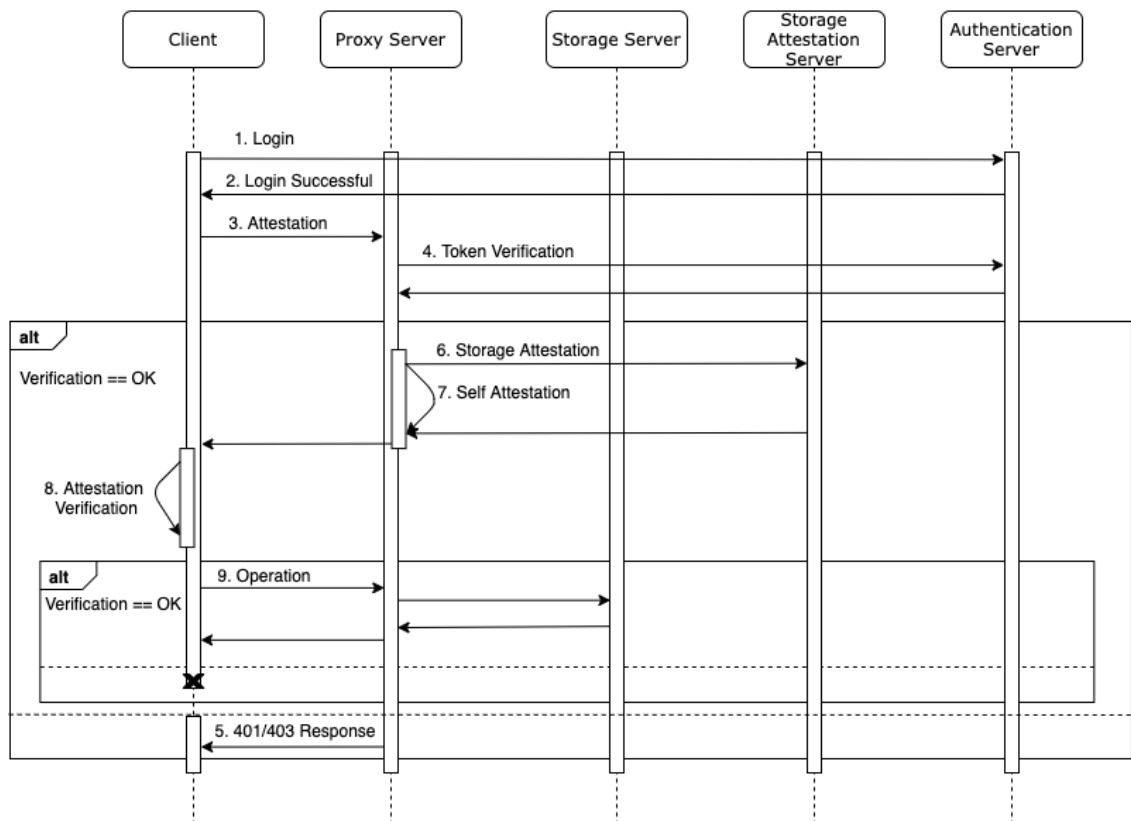 Client
Proxy Server
Storage Server
Storage
Attestation
Server
Authentication
Server
1. Login
2. Login Successful
3. Attestation
4. Token Verification
alt
Verification == OK
6. Storage Attestation
7. Self Attestation
8. Attestation
Verification
alt
9. Operation
Verification == OK
5. 401/403 Response